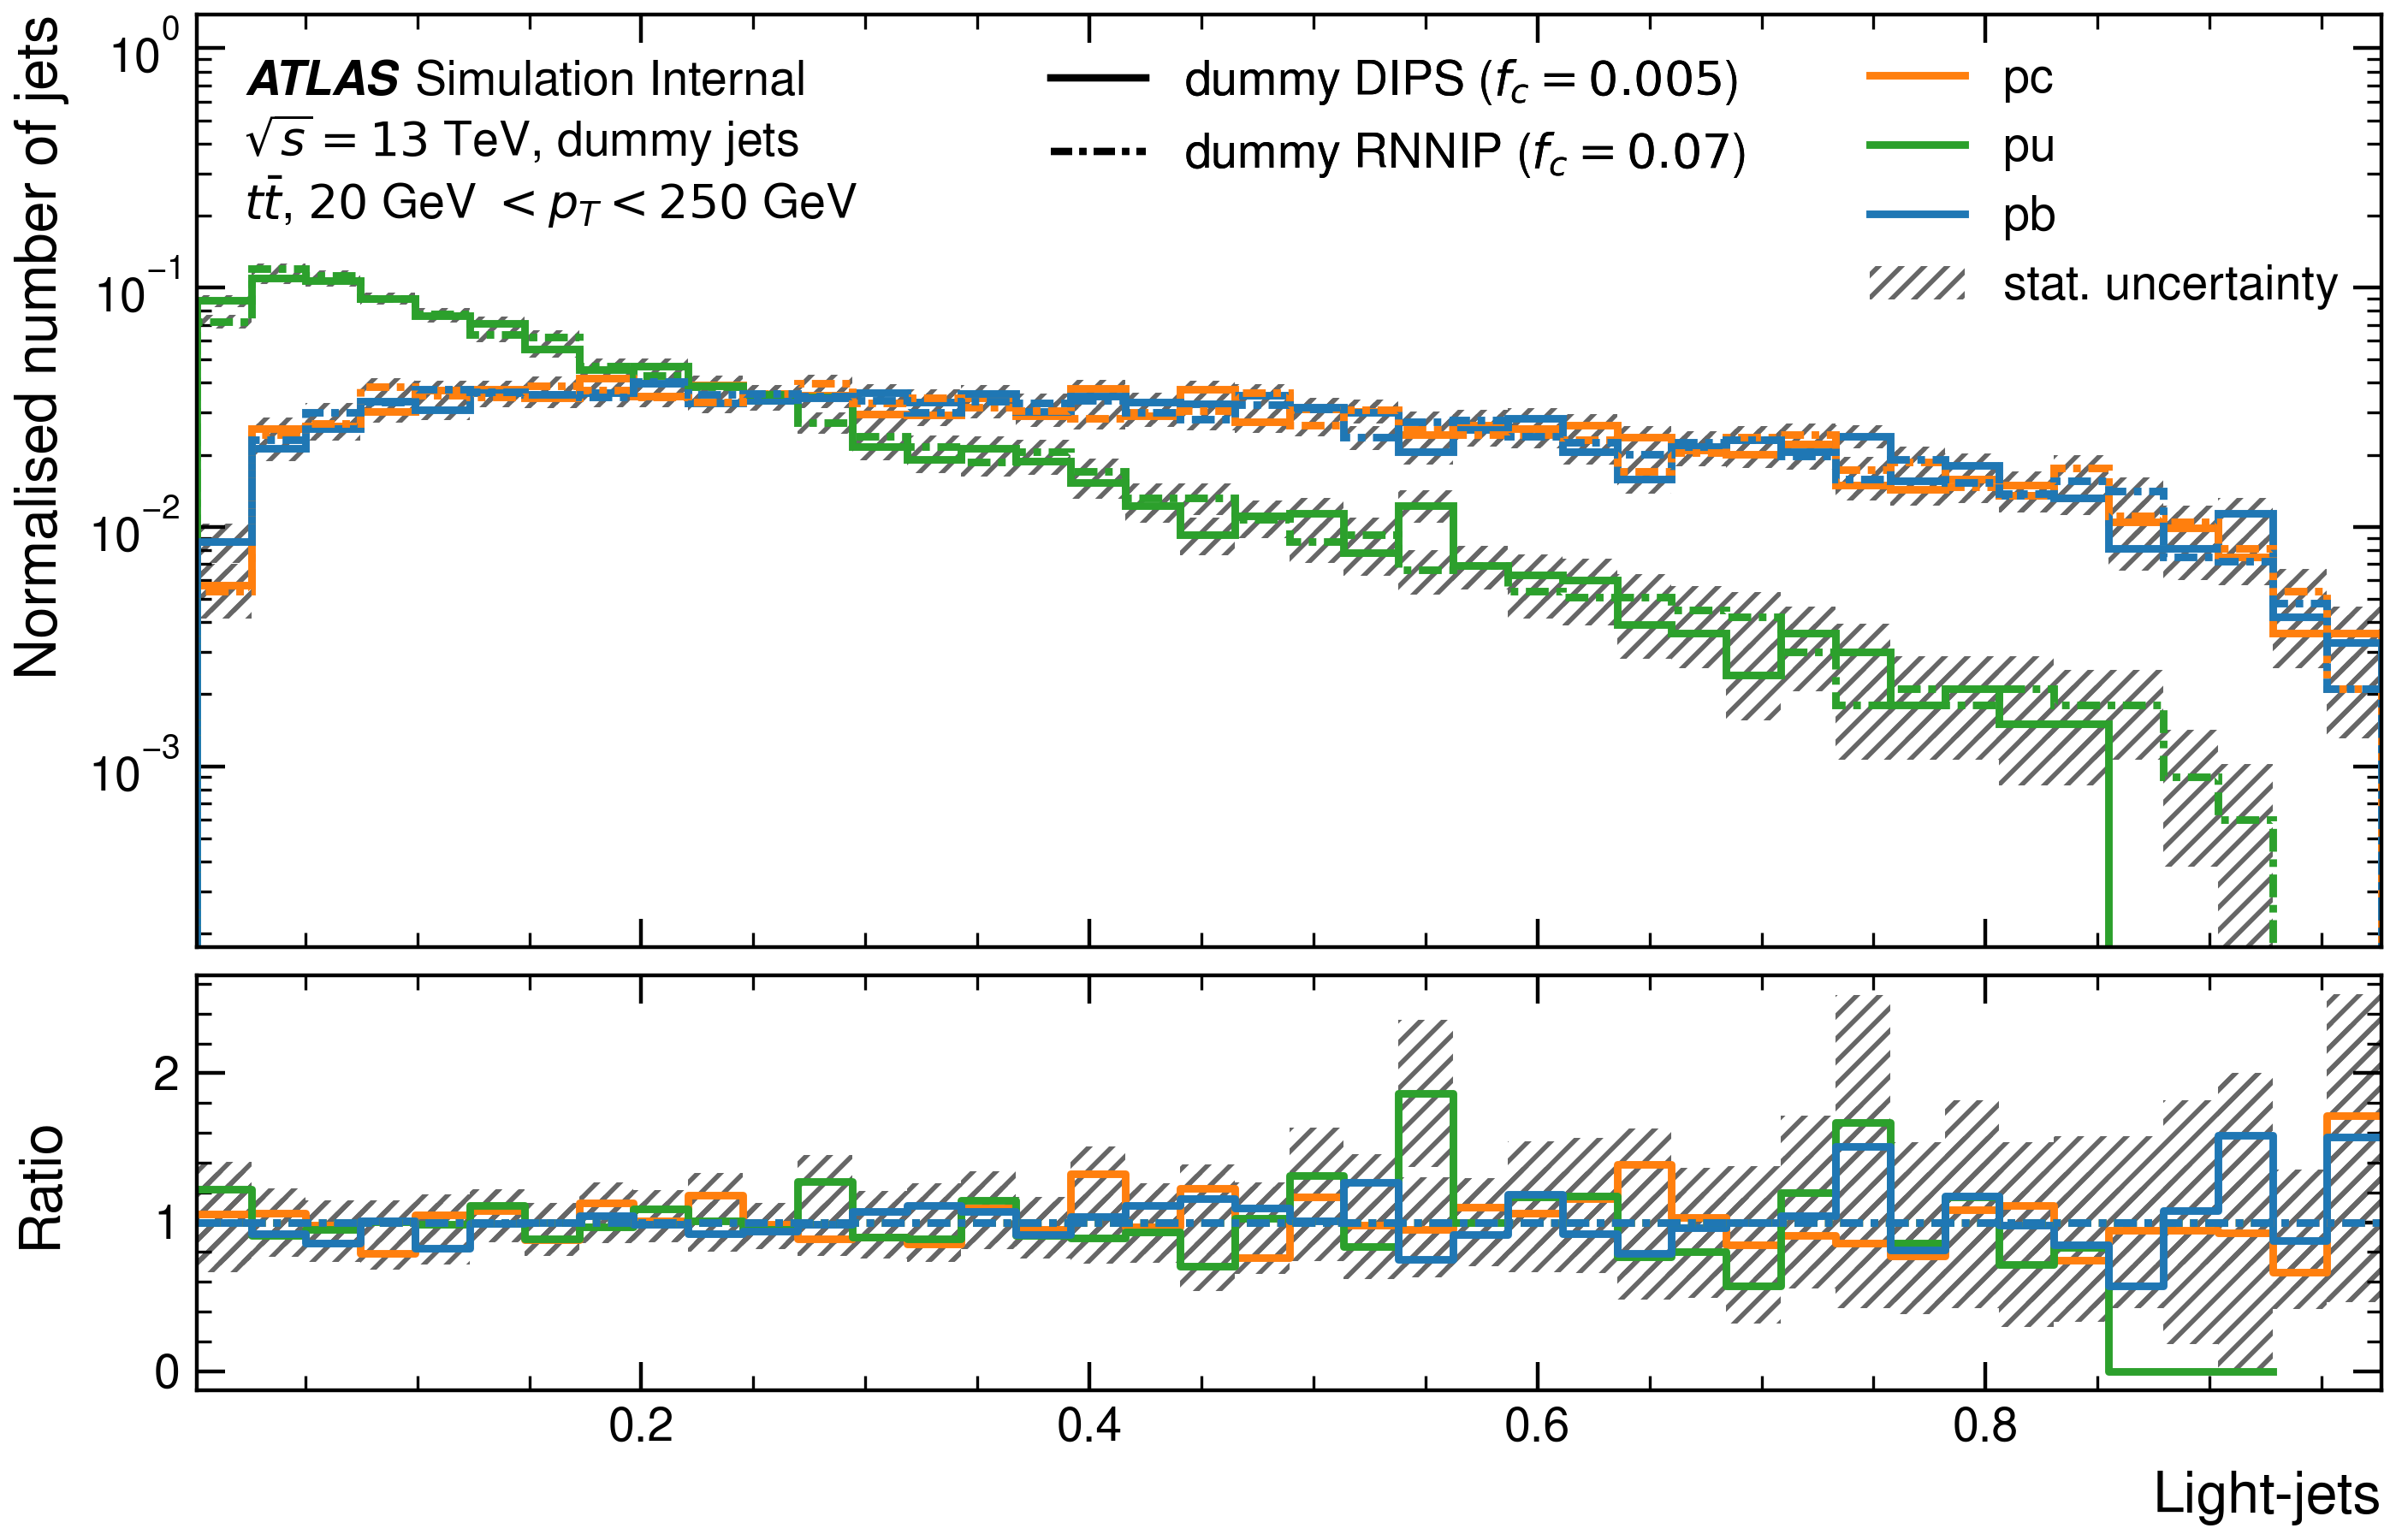 ATLAS Simulation Internal
√s = 13 TeV, dummy jets
tt̄, 20 GeV < p_T < 250 GeV
dummy DIPS (f_c = 0.005)
dummy RNNIP (f_c = 0.07)
pc
pu
pb
stat. uncertainty
Normalised number of jets
10^0
10^−1
10^−2
10^−3
Ratio
2
1
0
0.2 0.4 0.6 0.8
Light-jets